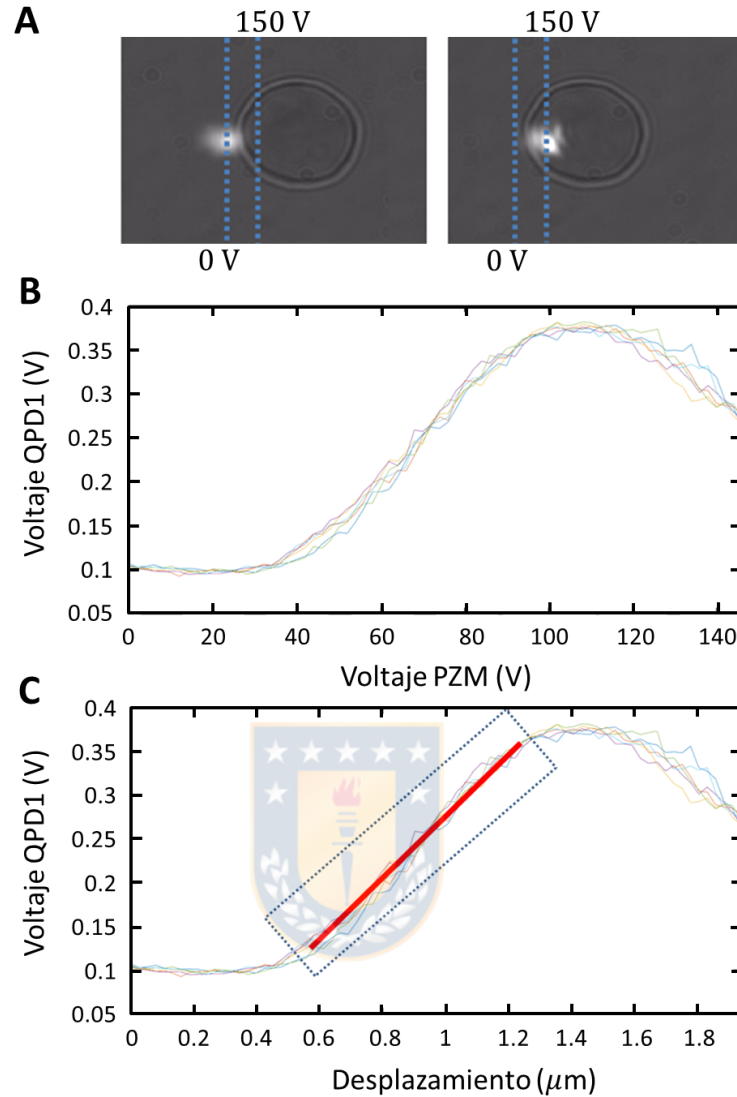 A
150 V 150 V
0 V 0 V
B
0.4
0.35
0.3
0.25
0.2
0.15
0.1
0.05
Voltaje QPD1 (V)
0 20 40 60 80 100 120 140
Voltaje PZM (V)
C
0.4
0.35
0.3
0.25
0.2
0.15
0.1
0.05
Voltaje QPD1 (V)
0 0.2 0.4 0.6 0.8 1 1.2 1.4 1.6 1.8
Desplazamiento (μm)